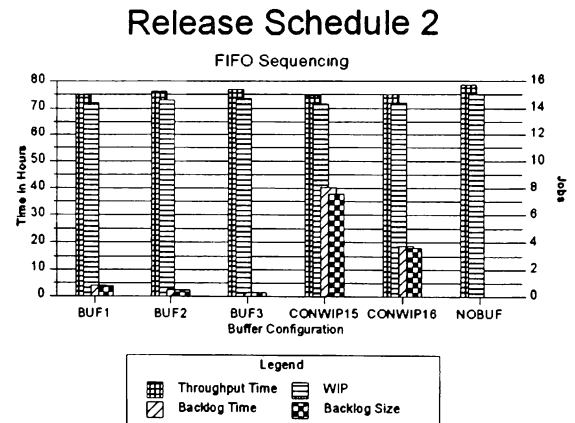 Release Schedule 2
FIFO Sequencing
80
70
60
50
40
30
20
10
0
Time In Hours
16
14
12
10
8
6
4
2
0
Jobs
BUF1 BUF2 BUF3 CONWIP15 CONWIP16 NOBUF
Buffer Configuration
Legend
Throughput Time WIP
Backlog Time Backlog Size